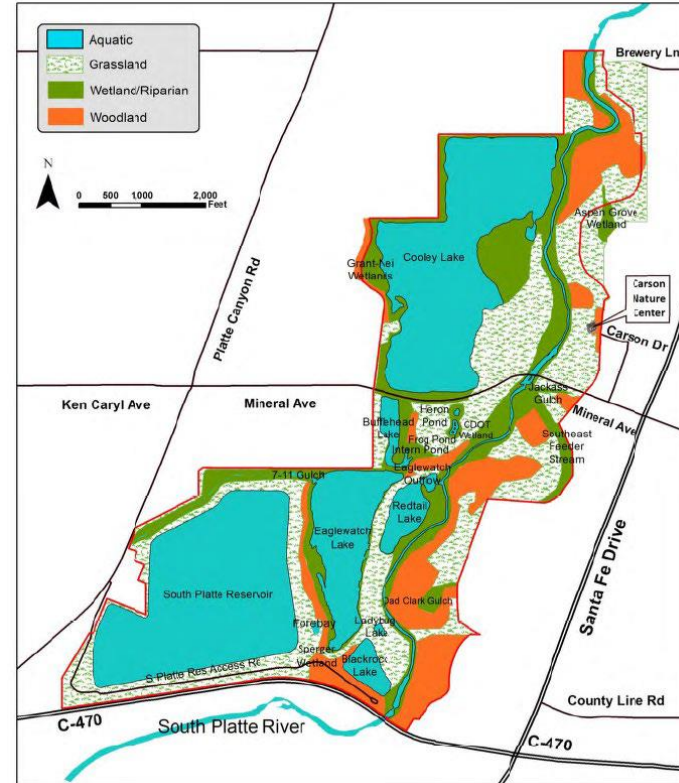 Aquatic
Grassland
Wetland/Riparian
Woodland
N
0 500 1000 2,000
Feet
Brewery Ln
Platte Canyon Rd
Aspen Grove
Wetland
Grant-Nei
Wetlands
Cooley Lake
Carson
Nature
Center
Carson Dr
Ken Caryl Ave
Mineral Ave
Jackass
Gulch
Mineral Ave
Bufflehead
Lake
Heron
Pond
CDOT
Wetland
Frog Pond
Intern Pond
Southeast
Feeder
Stream
Eaglewatch
Outflow
7-11 Gulch
Redtail
Lake
Eaglewatch
Lake
South Platte Reservoir
Dad Clark Gulch
Santa Fe Drive
Forebay
Ladybug
Lake
Sperger
Wetland
Blackrock
Lake
S Platte Res Access Rd
County Line Rd
C-470
South Platte River
C-470